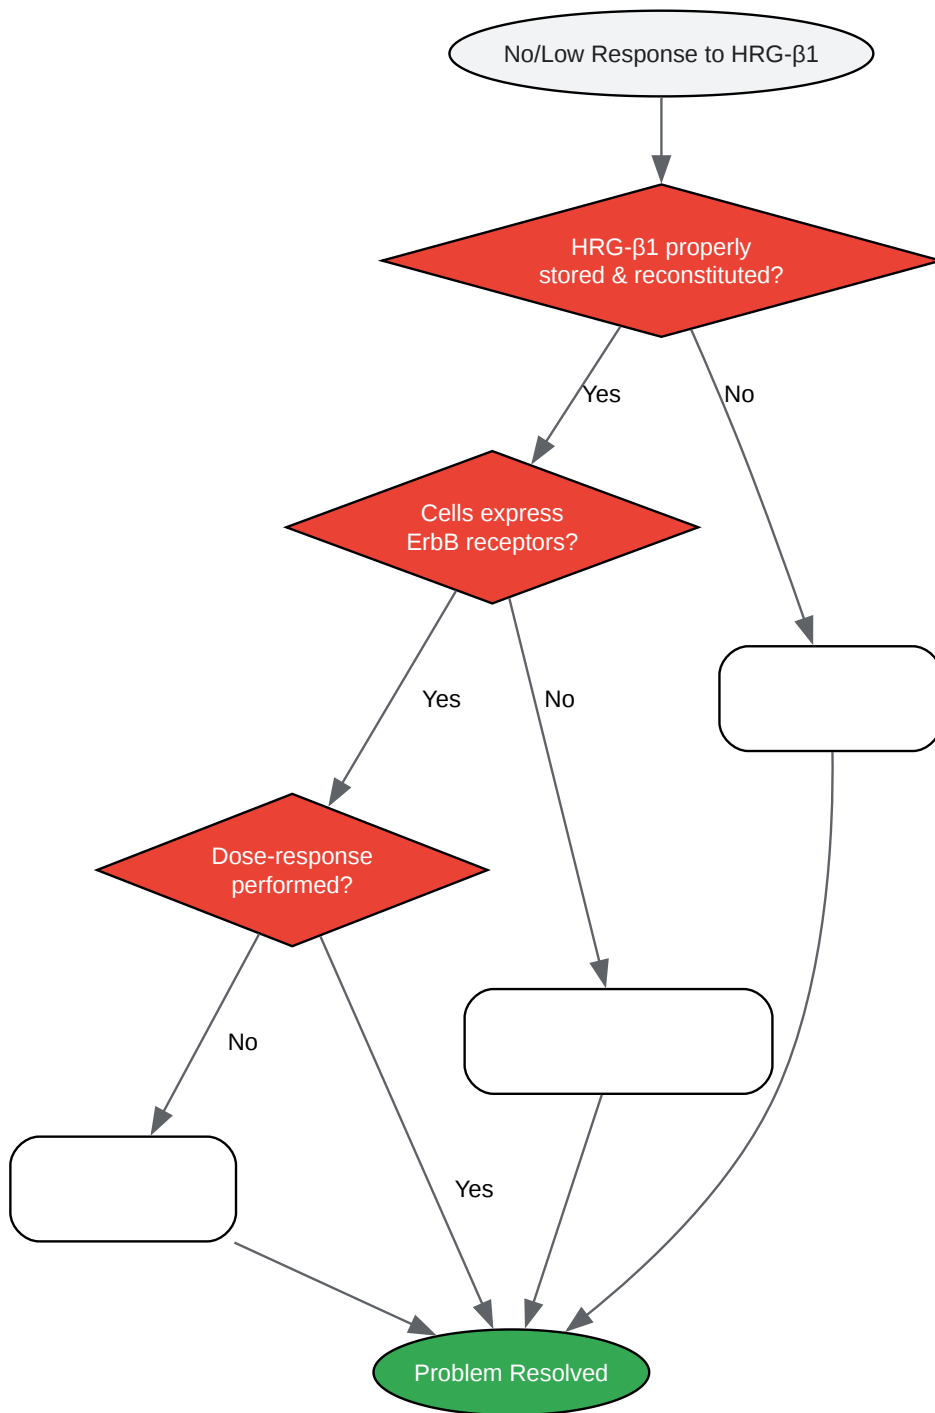 No/Low Response to HRG-β1
HRG-β1 properly
stored & reconstituted?
Yes
No
Cells express
ErbB receptors?
Yes
No
Dose-response
performed?
No
Yes
Problem Resolved